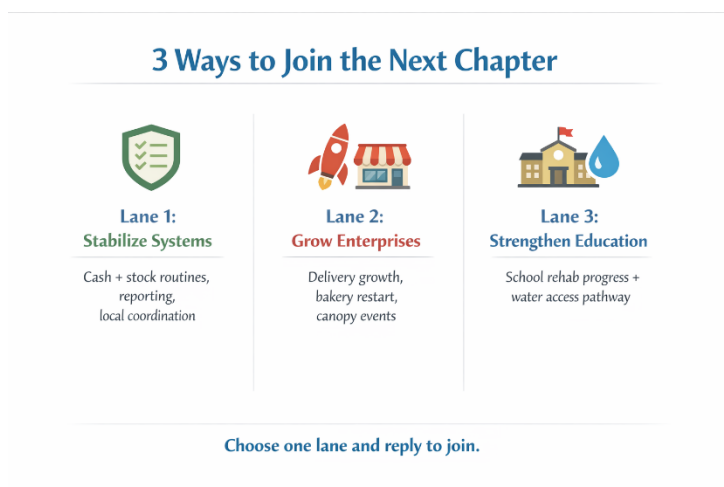 3 Ways to Join the Next Chapter
Lane 1:
Stabilize Systems
Cash + stock routines,
reporting,
local coordination
Lane 2:
Grow Enterprises
Delivery growth,
bakery restart,
canopy events
Lane 3:
Strengthen Education
School rehab progress +
water access pathway
Choose one lane and reply to join.